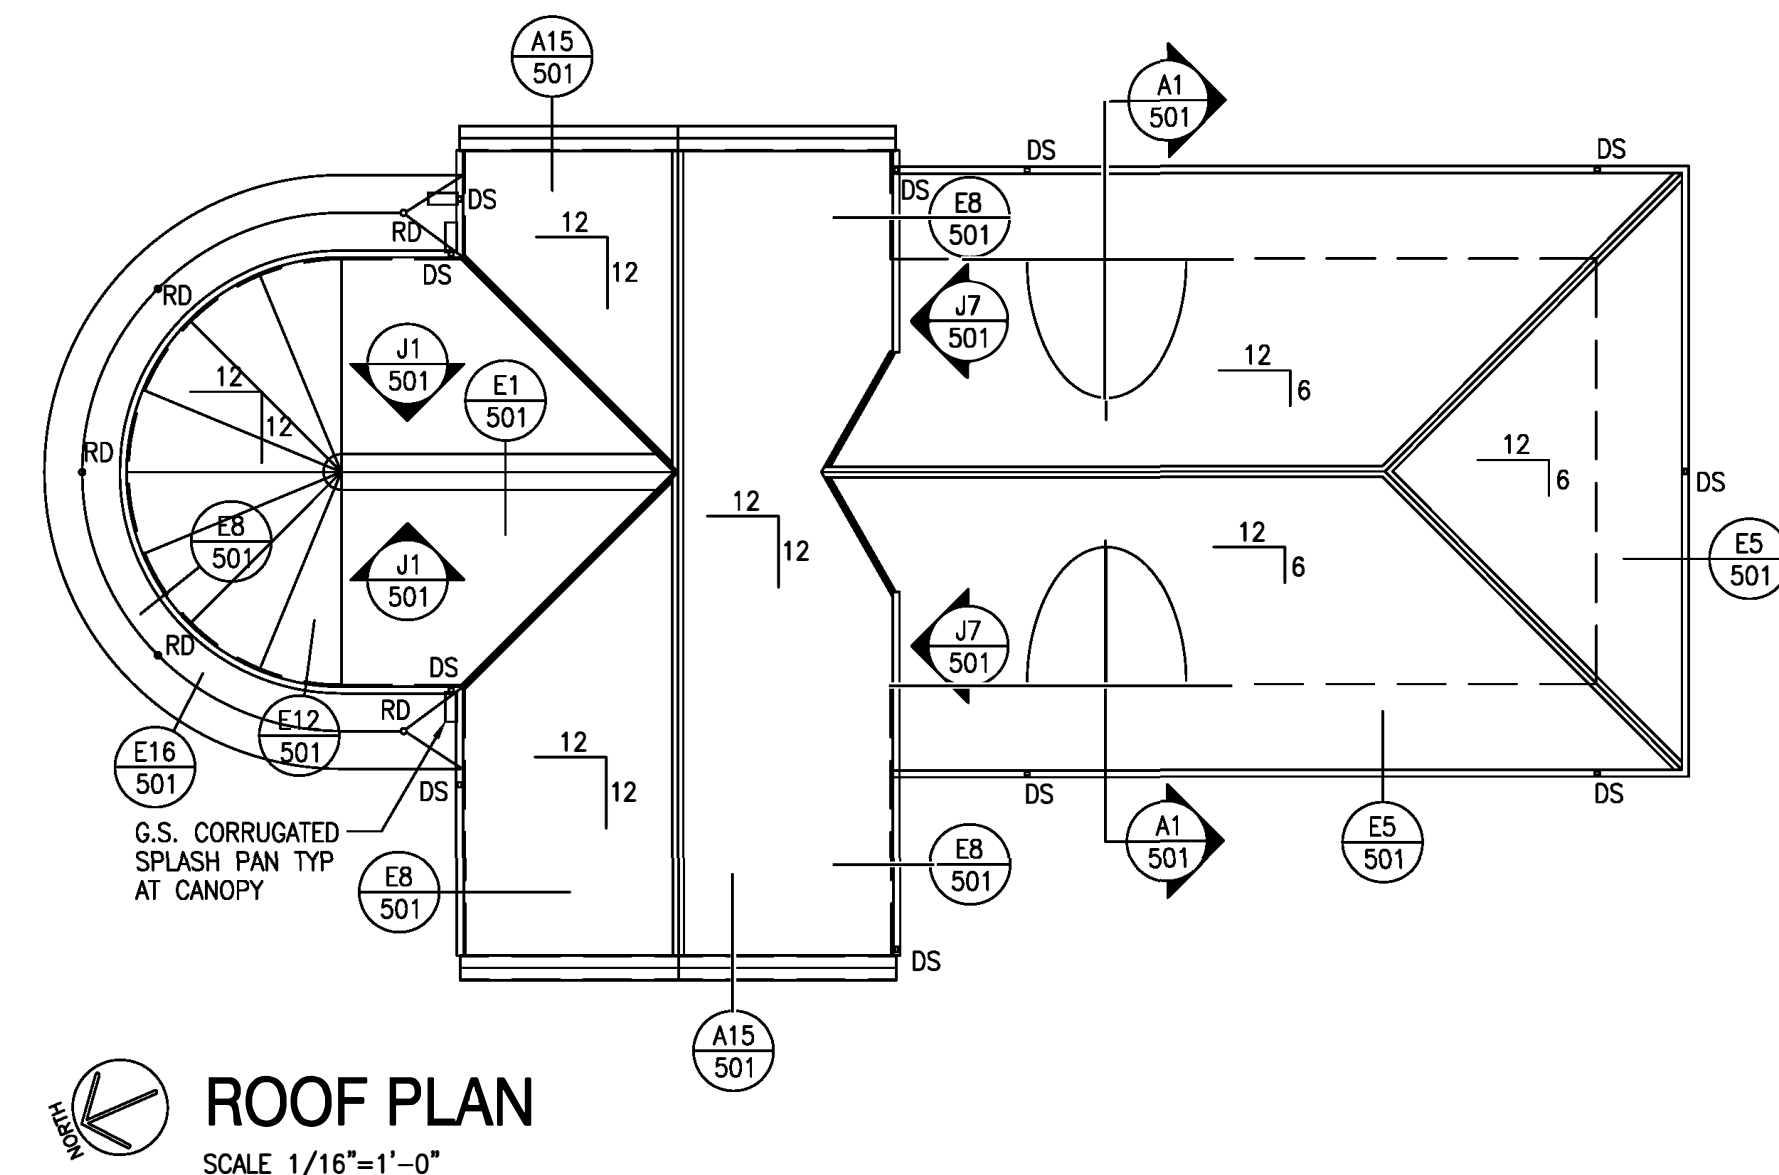 A15
501
A1
501
DS
DS
DS
DS
E8
501
RD
12
12
DS
RD
J7
501
J1
501
12
6
12
12
E1
501
RD
12
6
DS
12
12
12
6
E8
501
E5
501
J1
501
RD
J7
501
DS
RD
E12
501
E16
501
12
12
DS
DS
DS
G.S. CORRUGATED
SPLASH PAN TYP
AT CANOPY
A1
501
E5
501
E8
501
E8
501
DS
A15
501
NORTH
ROOF PLAN
SCALE 1/16"=1'-0"